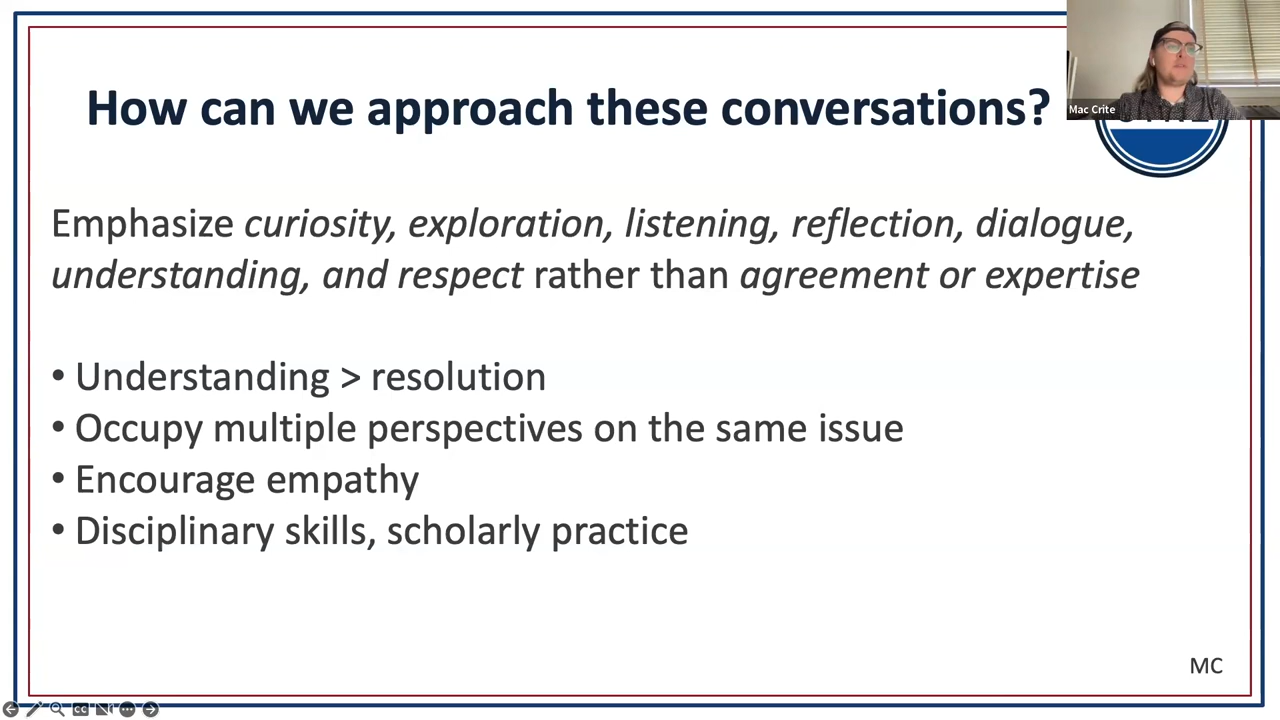 How can we approach these conversations?
Mac Crite
Emphasize curiosity, exploration, listening, reflection, dialogue,
understanding, and respect rather than agreement or expertise
• Understanding > resolution
• Occupy multiple perspectives on the same issue
• Encourage empathy
• Disciplinary skills, scholarly practice
MC
CC